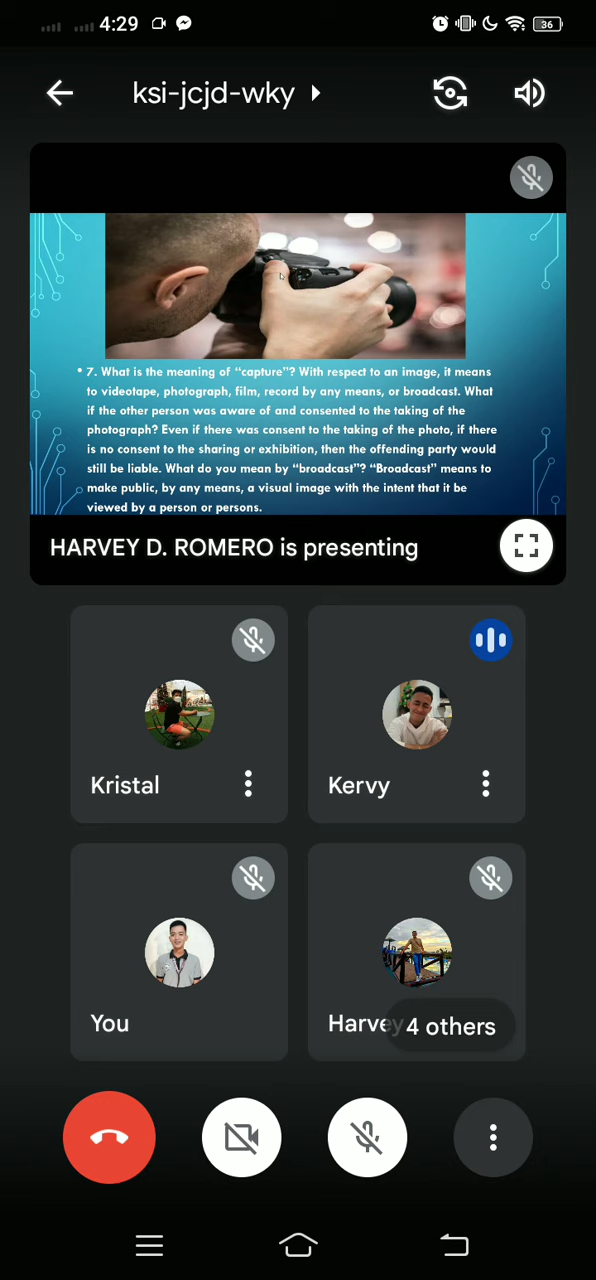 4:29
36
ksi-jcjd-wky
• 7. What is the meaning of “capture”? With respect to an image, it means
to videotape, photograph, film, record by any means, or broadcast. What
if the other person was aware of and consented to the taking of the
photograph? Even if there was consent to the taking of the photo, if there
is no consent to the sharing or exhibition, then the offending party would
still be liable. What do you mean by “broadcast”? “Broadcast” means to
make public, by any means, a visual image with the intent that it be
viewed by a person or persons.
HARVEY D. ROMERO is presenting
Kristal
Kervy
You
Harvey
4 others